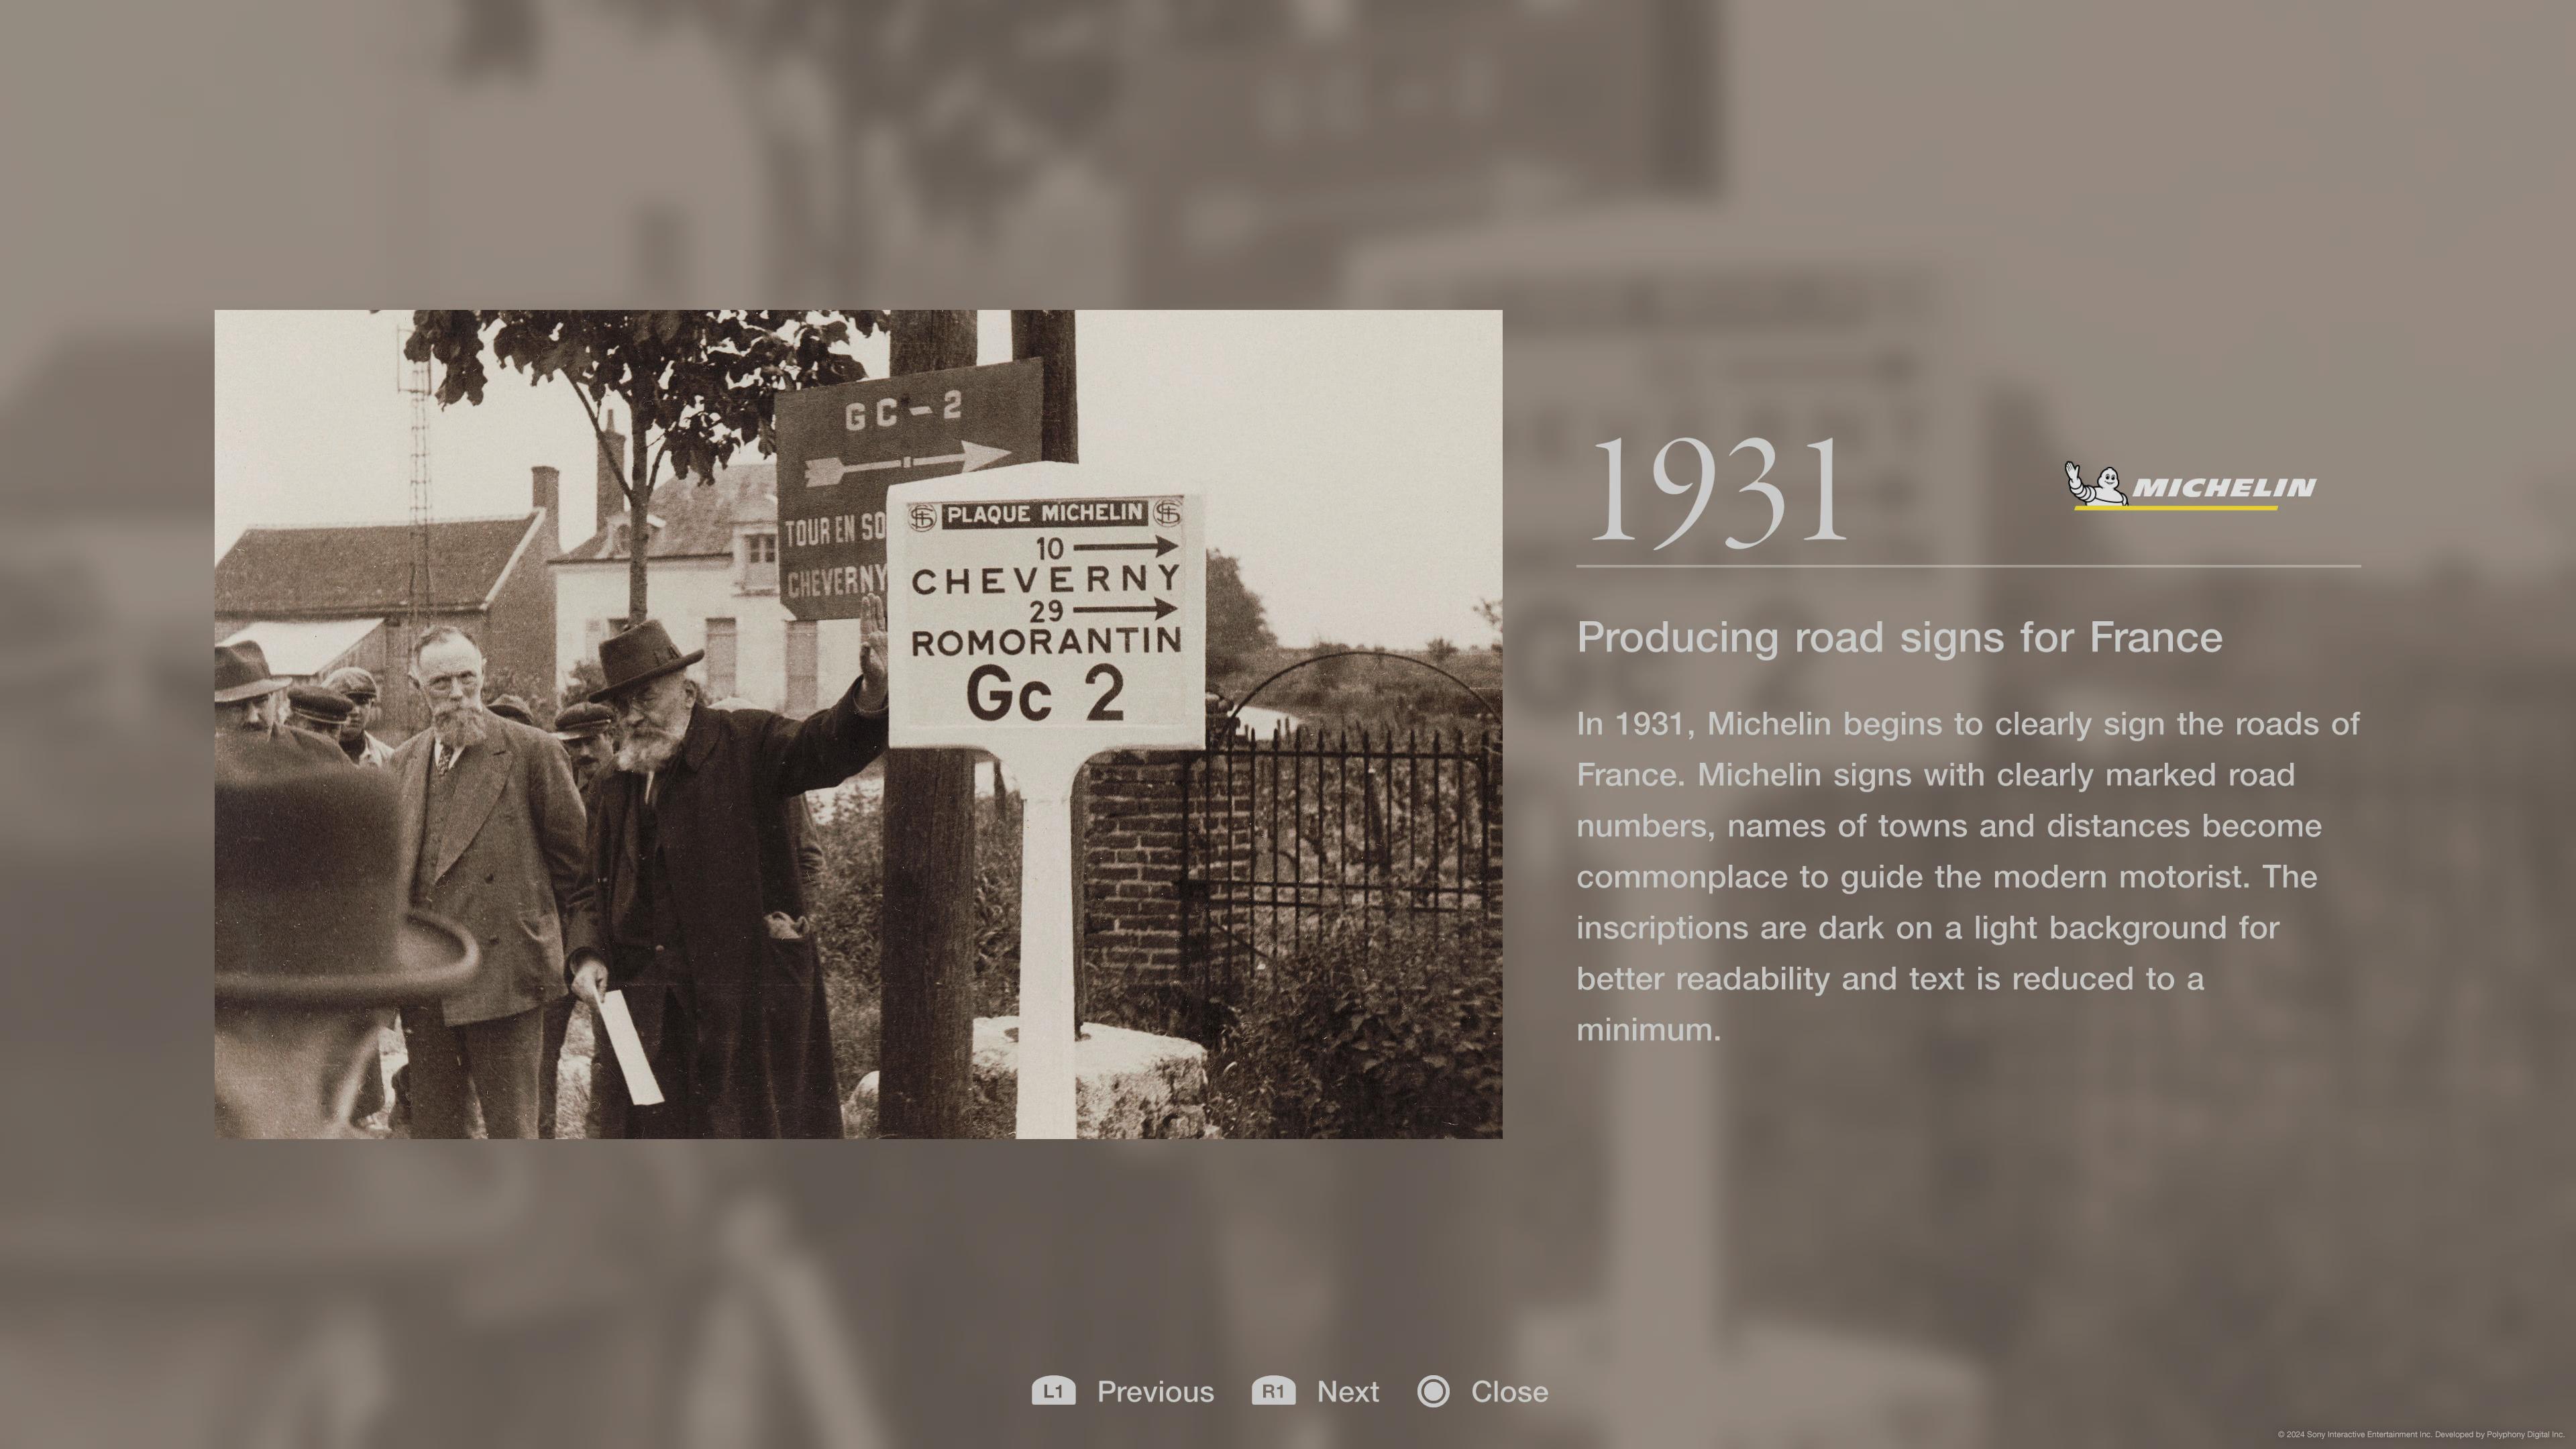 GC-2
TOUR EN SO
CHEVERNY
PLAQUE MICHELIN
10
CHEVERNY
29
ROMORANTIN
Gc 2
1931
MICHELIN
Producing road signs for France
In 1931, Michelin begins to clearly sign the roads of
France. Michelin signs with clearly marked road
numbers, names of towns and distances become
commonplace to guide the modern motorist. The
inscriptions are dark on a light background for
better readability and text is reduced to a
minimum.
L1 Previous R1 Next Close
© 2024 Sony Interactive Entertainment Inc. Developed by Polyphony Digital Inc.